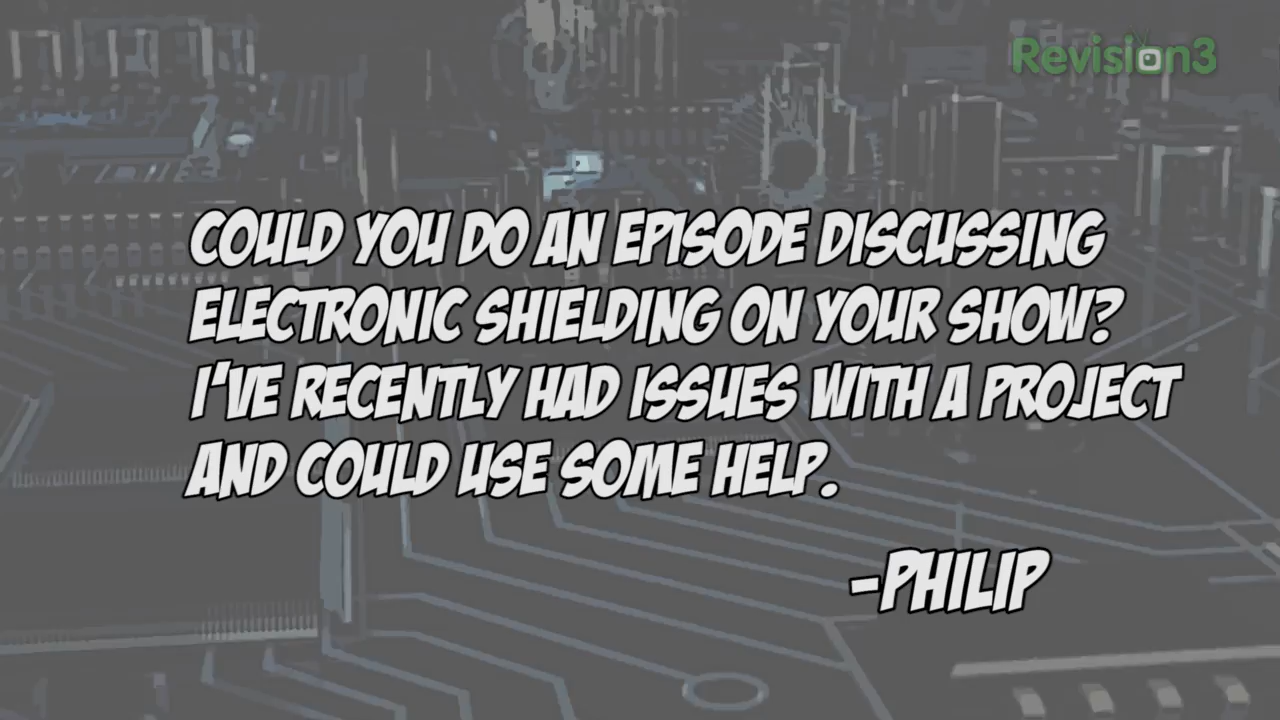 Revision3
COULD YOU DO AN EPISODE DISCUSSING
ELECTRONIC SHIELDING ON YOUR SHOW?
I'VE RECENTLY HAD ISSUES WITH A PROJECT
AND COULD USE SOME HELP.
-PHILIP